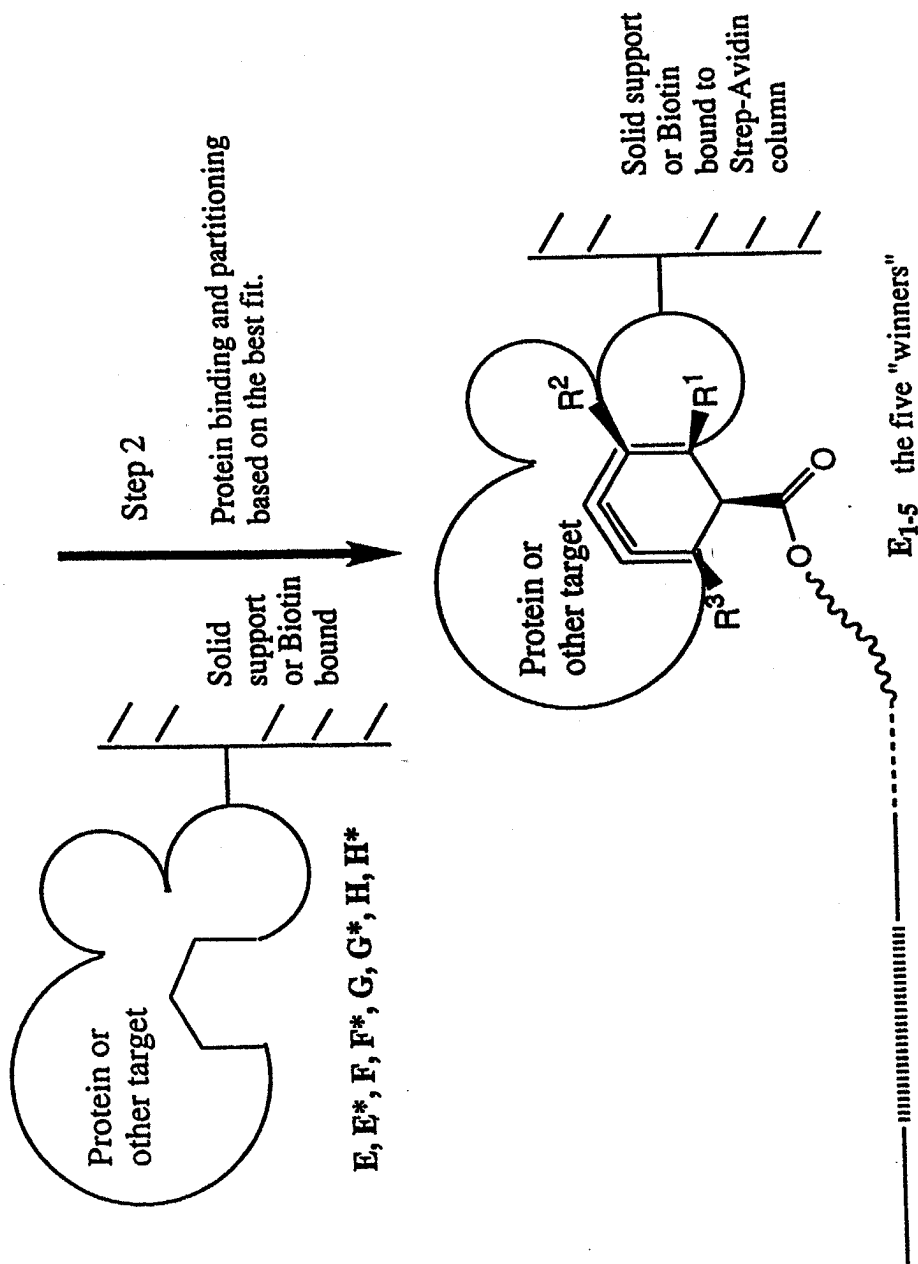 Protein or
other target
Solid
support
or Biotin
bound
E, E*, F, F*, G, G*, H, H*
Step 2
Protein binding and partitioning
based on the best fit.
Protein or
other target
R²
R¹
R³
O
O
Solid support
or Biotin
bound to
Strep-Avidin
column
E₁₋₅ the five "winners"